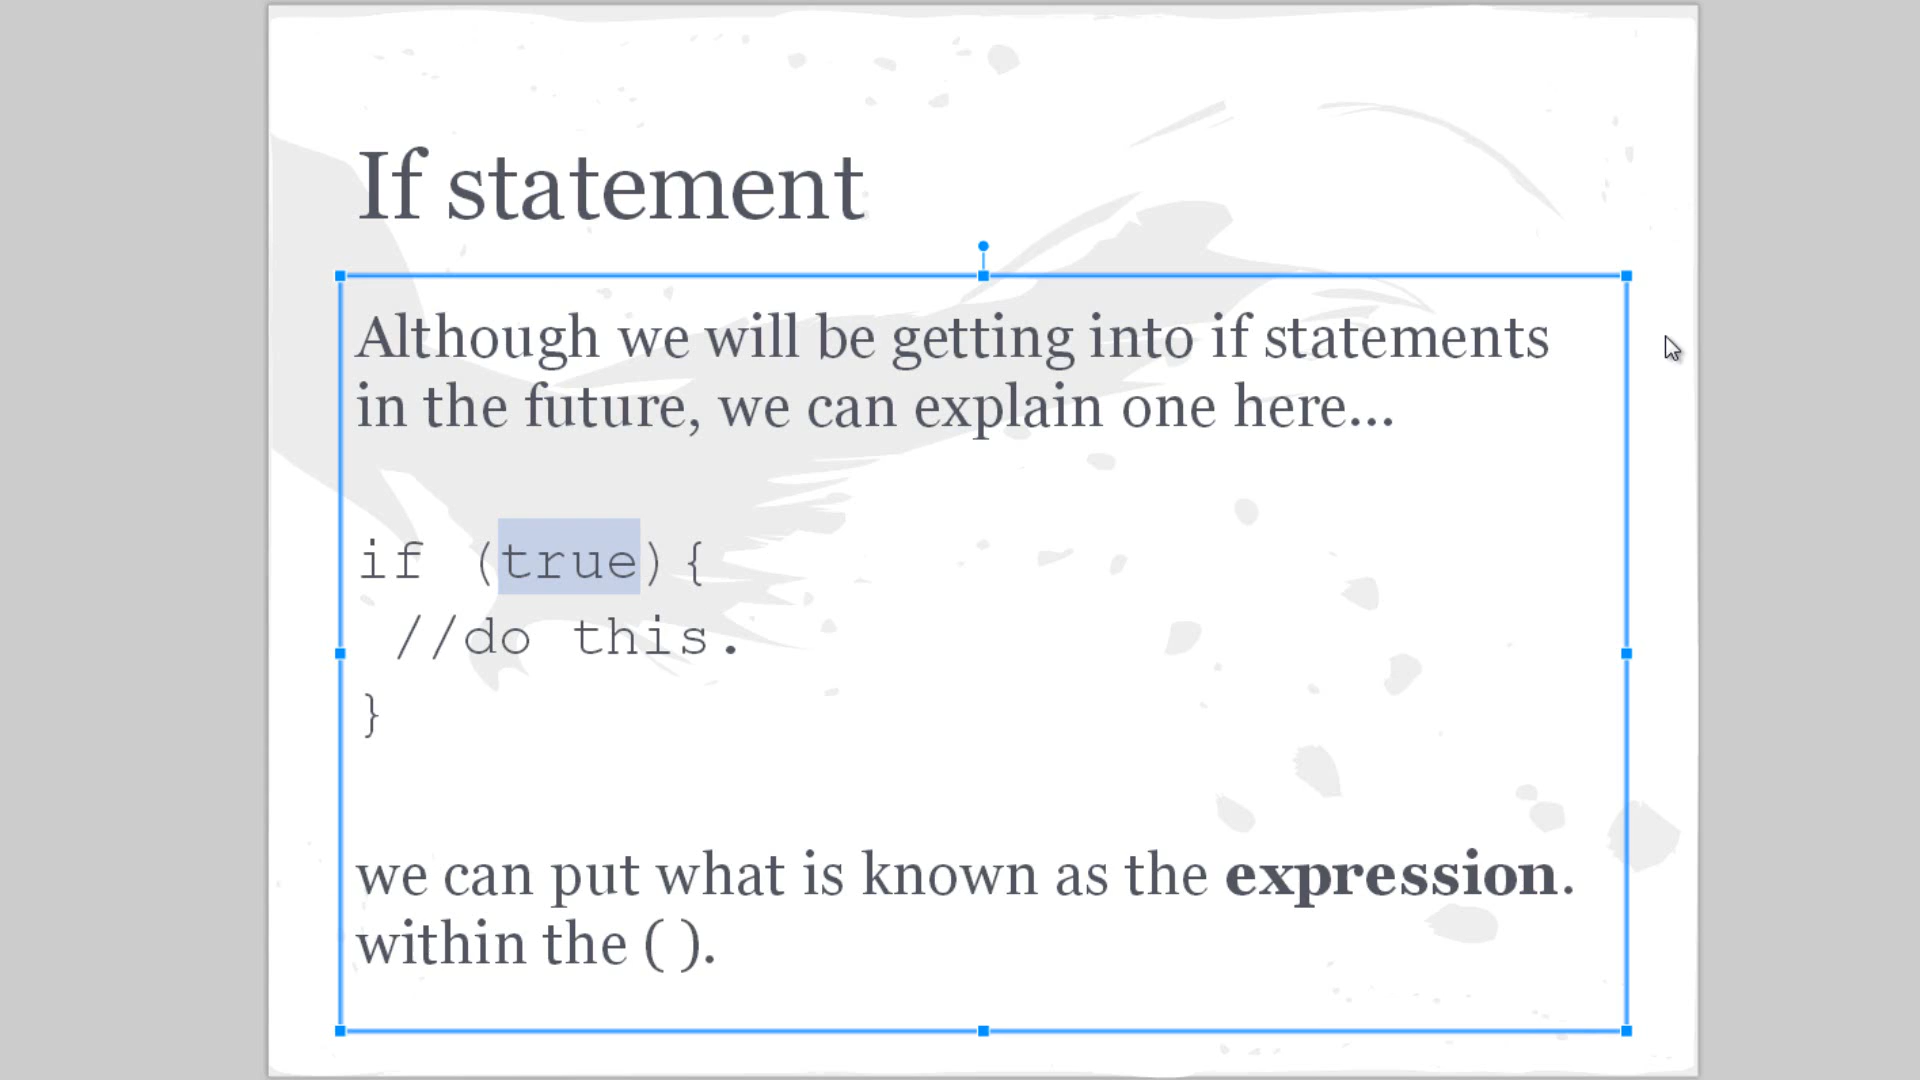 If statement
Although we will be getting into if statements
in the future, we can explain one here...
if (true){
//do this.
}
we can put what is known as the expression.
within the ( ).